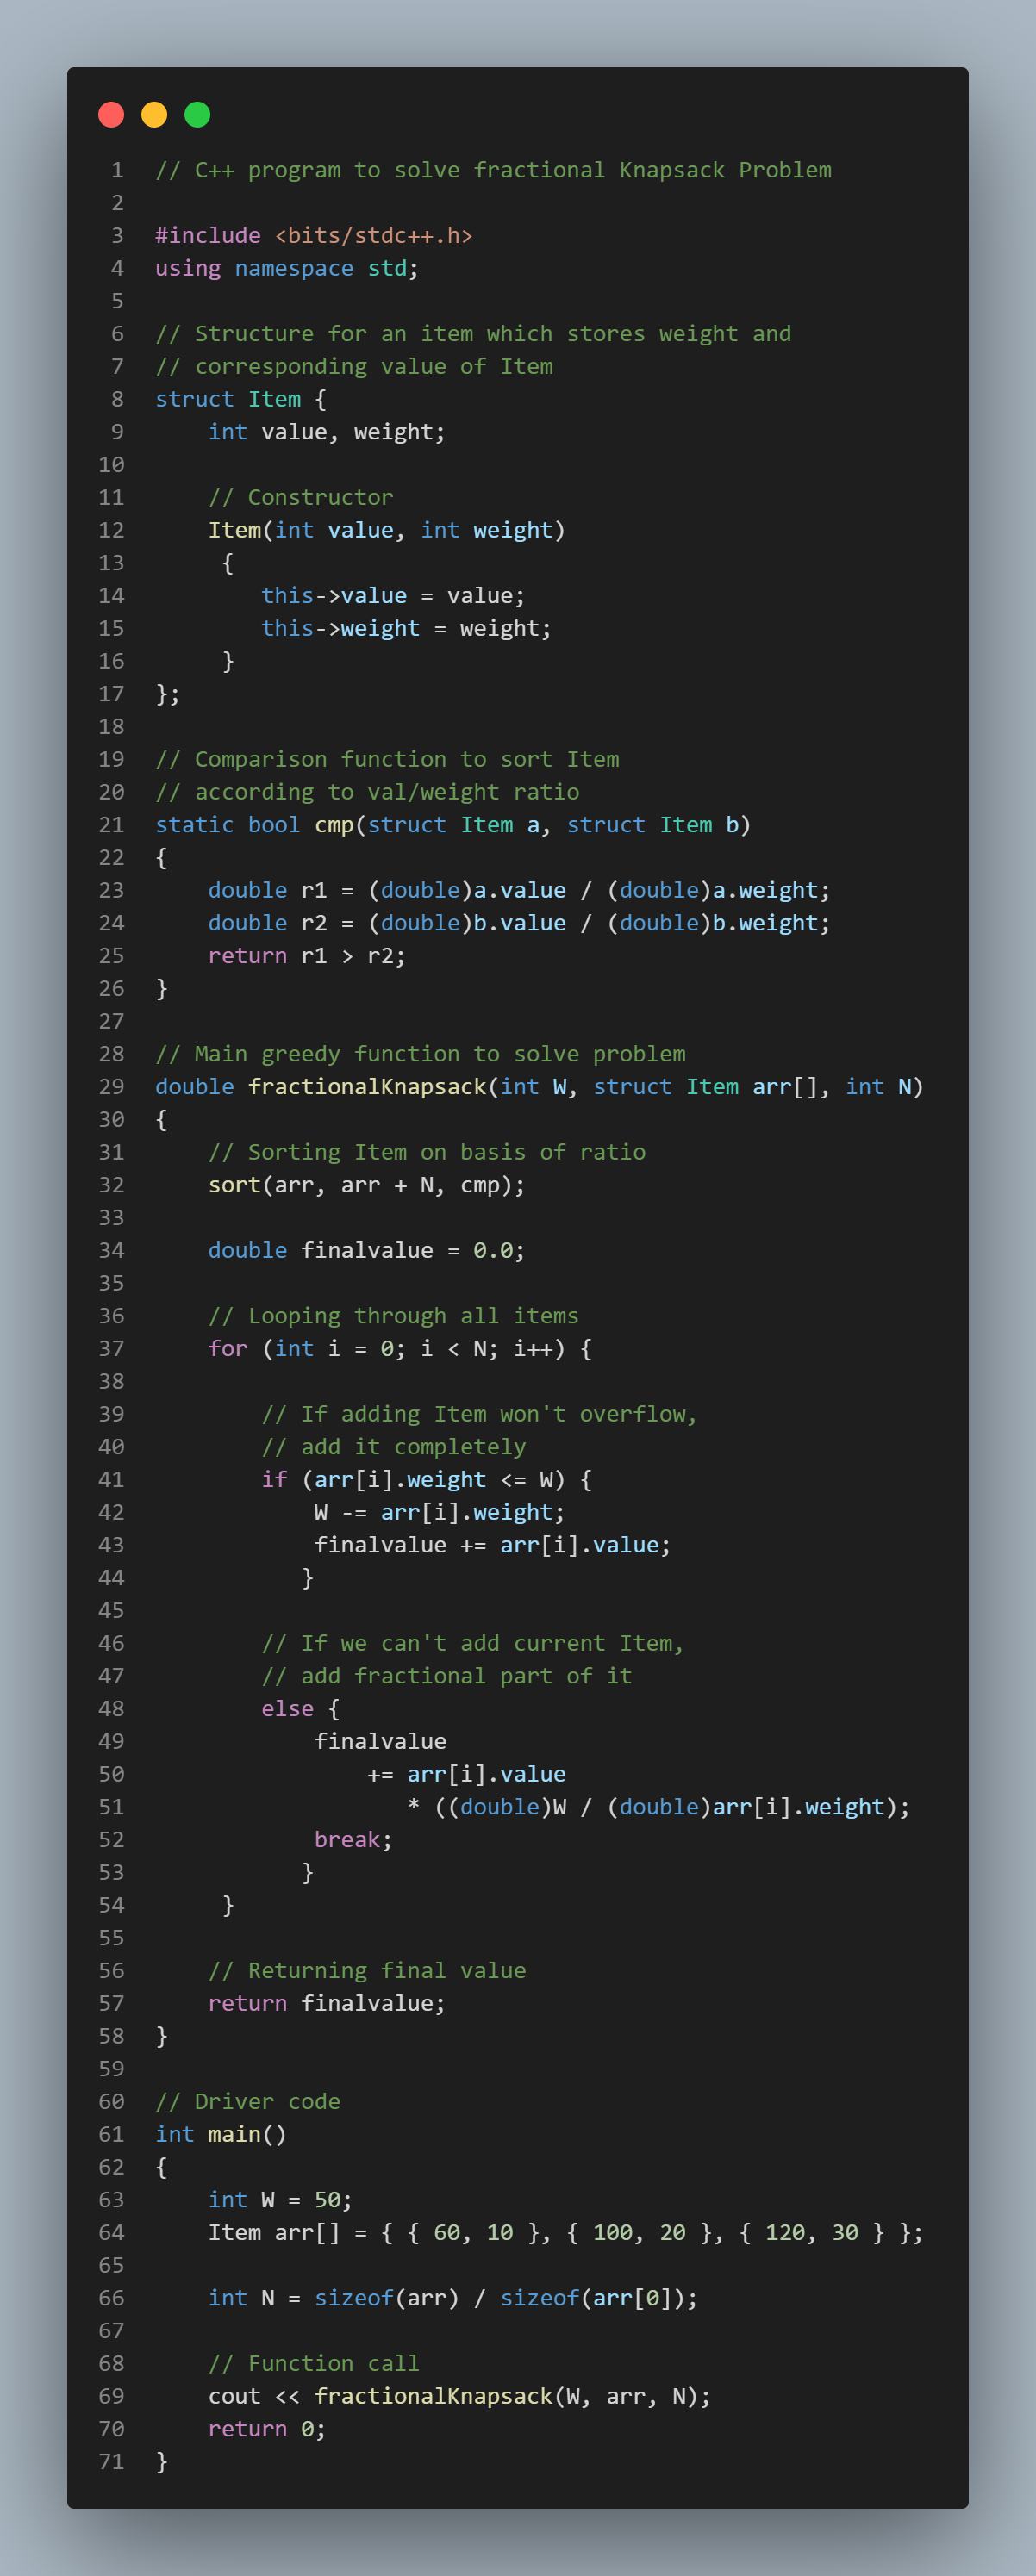 1 // C++ program to solve fractional Knapsack Problem
2
3 #include <bits/stdc++.h>
4 using namespace std;
5
6 // Structure for an item which stores weight and
7 // corresponding value of Item
8 struct Item {
9     int value, weight;
10
11     // Constructor
12     Item(int value, int weight)
13      {
14         this->value = value;
15         this->weight = weight;
16      }
17 };
18
19 // Comparison function to sort Item
20 // according to val/weight ratio
21 static bool cmp(struct Item a, struct Item b)
22 {
23     double r1 = (double)a.value / (double)a.weight;
24     double r2 = (double)b.value / (double)b.weight;
25     return r1 > r2;
26 }
27
28 // Main greedy function to solve problem
29 double fractionalKnapsack(int W, struct Item arr[], int N)
30 {
31     // Sorting Item on basis of ratio
32     sort(arr, arr + N, cmp);
33
34     double finalvalue = 0.0;
35
36     // Looping through all items
37     for (int i = 0; i < N; i++) {
38
39         // If adding Item won't overflow,
40         // add it completely
41         if (arr[i].weight <= W) {
42             W -= arr[i].weight;
43             finalvalue += arr[i].value;
44            }
45
46         // If we can't add current Item,
47         // add fractional part of it
48         else {
49             finalvalue
50                 += arr[i].value
51                    * ((double)W / (double)arr[i].weight);
52             break;
53            }
54      }
55
56     // Returning final value
57     return finalvalue;
58 }
59
60 // Driver code
61 int main()
62 {
63     int W = 50;
64     Item arr[] = { { 60, 10 }, { 100, 20 }, { 120, 30 } };
65
66     int N = sizeof(arr) / sizeof(arr[0]);
67
68     // Function call
69     cout << fractionalKnapsack(W, arr, N);
70     return 0;
71 }